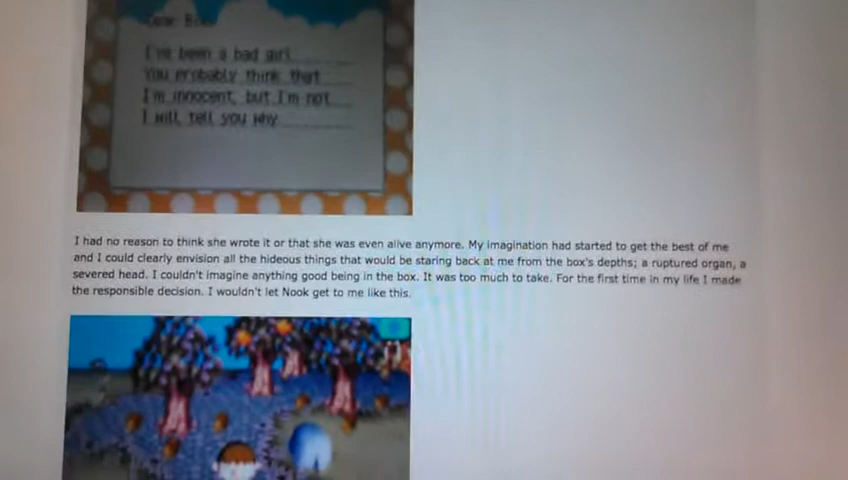 I've been a bad girl
You probably think that
I'm innocent, but I'm not
I will tell you why
I had no reason to think she wrote it or that she was even alive anymore. My imagination had started to get the best of me
and I could clearly envision all the hideous things that would be staring back at me from the box's depths; a ruptured organ, a
severed head. I couldn't imagine anything good being in the box. It was too much to take. For the first time in my life I made
the responsible decision. I wouldn't let Nook get to me like this.